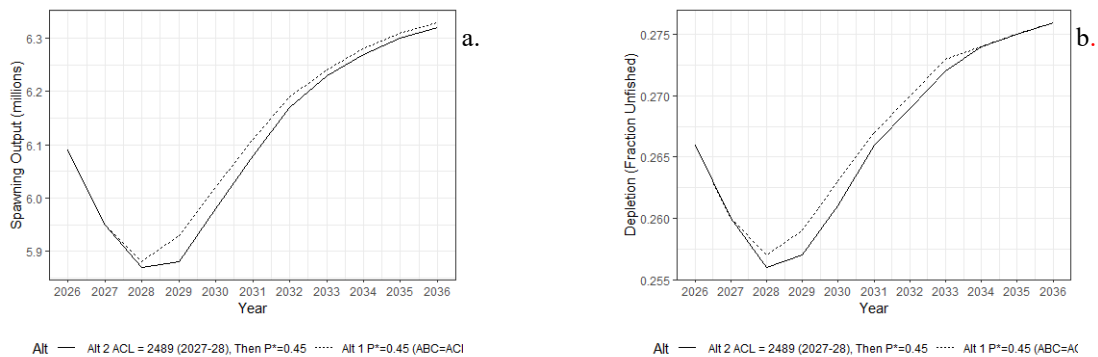 6.3
6.2
6.1
6.0
5.9
Spawning Output (millions)
2026 2027 2028 2029 2030 2031 2032 2033 2034 2035 2036
Year
a.
Alt Alt 2 ACL = 2489 (2027-28), Then P*=0.45 Alt 1 P*=0.45 (ABC=ACl
0.275
0.270
0.265
0.260
0.255
Depletion (Fraction Unfished)
2026 2027 2028 2029 2030 2031 2032 2033 2034 2035 2036
Year
b.
Alt Alt 2 ACL = 2489 (2027-28), Then P*=0.45 Alt 1 P*=0.45 (ABC=AC